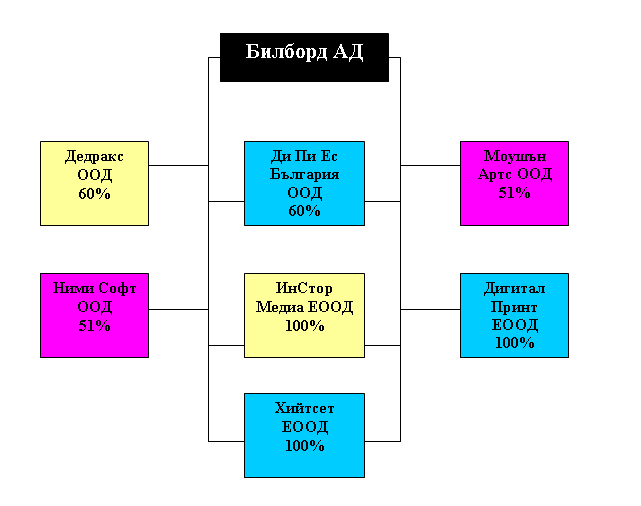 Билборд АД
Дедракс
ООД
60%
Ди Пи Ес
България
ООД
60%
Моушън
Артс ООД
51%
Ними Софт
ООД
51%
ИнСтор
Медиа ЕООД
100%
Дигитал
Принт
ЕООД
100%
Хийтсет
ЕООД
100%